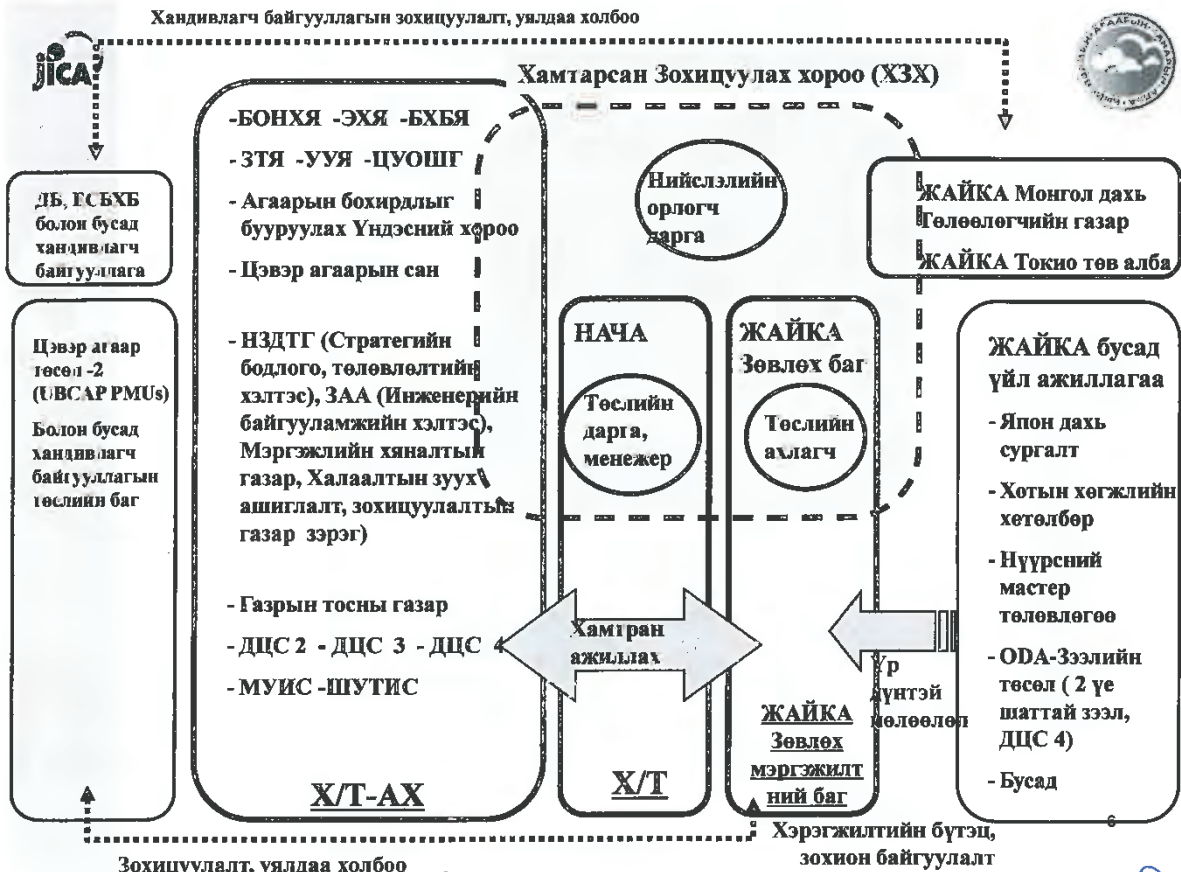 Хандивлагч байгууллагын зохицуулалт, уялдаа холбоо
JICA
Хамтарсан Зохицуулах хороо (ХЗХ)
-БОНХЯ -ЭХЯ -БХБЯ
-ЗТЯ -УУЯ -ЦУОШГ
- Агаарын бохирдлыг
бууруулах Үндэсний хороо
- Цэвэр агаарын сан
- НЗДТГ (Стратегийн
бодлого, төлөвлөлтийн
хэлтэс), ЗАА (Инженерийн
байгууламжийн хэлтэс),
Мэргэжлийн хяналтын
газар, Халаалтын зуух
ашиглалт, зохицуулалтын
газар зэрэг)
- Газрын тосны газар
-ДЦС 2 -ДЦС 3 -ДЦС 4
-МУИС -ШУТИС
Х/Т-АХ
ДБ,
болон бусад
хандивлагч
байгууллага
Цэвэр агаар
төсөл -2
(UBCAP PMUs)
Болон бусад
хандивлагч
байгууллагын
төслийн баг
Нийслэлийн
орлогч
дарга
НАЧА
Төслийн
дарга,
менежер
Хамтран
ажиллах
Х/Т
ЖАЙКА
Зөвлөх баг
Төслийн
ахлагч
ЖАЙКА
Зөвлөх
мэргэжилт
ний баг
ЖАЙКА Монгол дахь
Төлөөлөгчийн газар
ЖАЙКА Токио төв алба
ЖАЙКА бусад
үйл ажиллагаа
- Япон дахь
сургалт
- Хотын хөгжлийн
хөтөлбөр
- Нүүрсний
мастер
төлөвлөгөө
- ODA-Зээлийн
төсөл ( 2 үе
шаттай зээл,
ДЦС 4)
- Бусад
Үр
дүнтэй
нөлөөлөл
6
Хэрэгжилтийн бүтэц,
зохион байгуулалт
Зохицуулалт, уялдаа холбоо